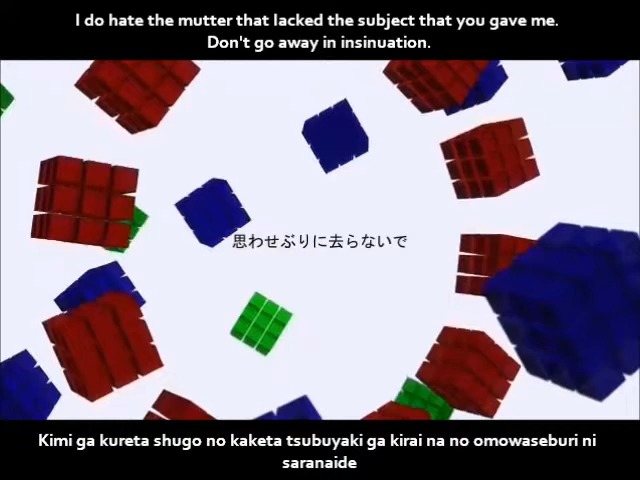 I do hate the mutter that lacked the subject that you gave me.
Don't go away in insinuation.
思わせぶりに去らないで
Kimi ga kureta shugo no kaketa tsubuyaki ga kirai na no omowaseburi ni
saranaide